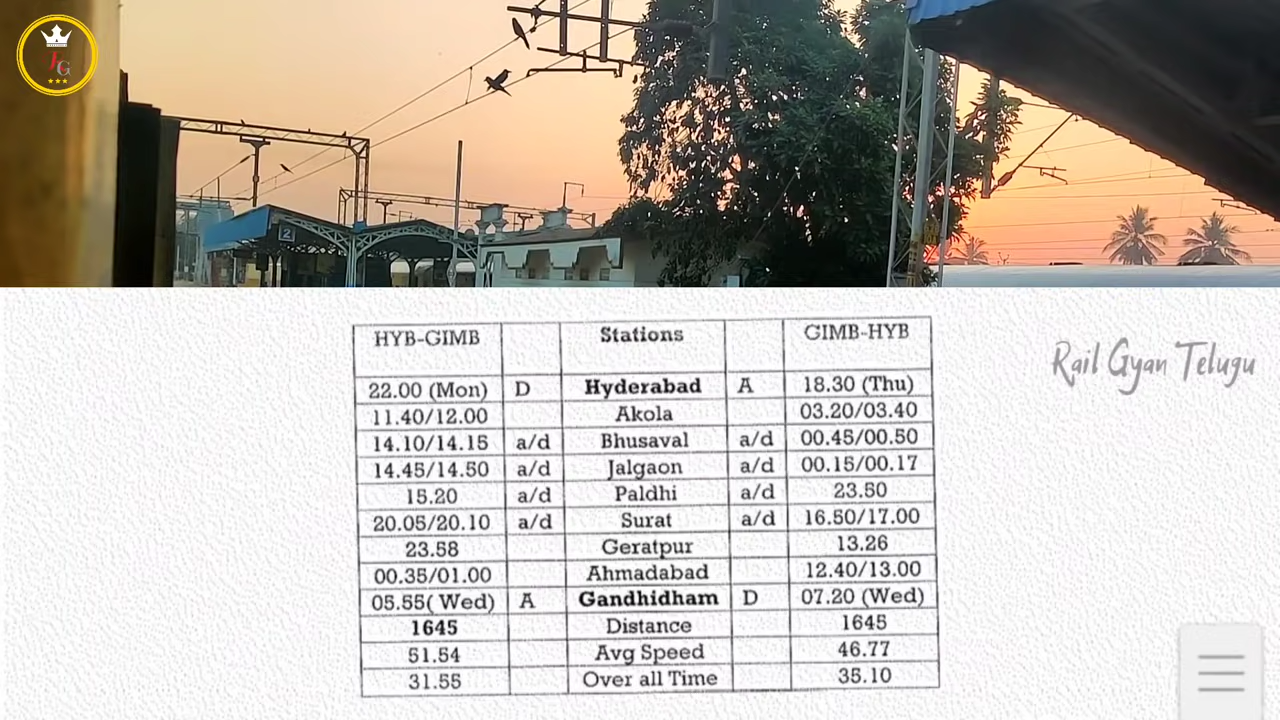 FG
2
HYB-GIMB Stations GIMB-HYB
22.00 (Mon) D Hyderabad A 18.30 (Thu)
11.40/12.00 Akola 03.20/03.40
14.10/14.15 a/d Bhusaval a/d 00.45/00.50
14.45/14.50 a/d Jalgaon a/d 00.15/00.17
15.20 a/d Paldhi a/d 23.50
20.05/20.10 a/d Surat a/d 16.50/17.00
23.58 Geratpur 13.26
00.35/01.00 Ahmadabad 12.40/13.00
05.55( Wed) A Gandhidham D 07.20 (Wed)
1645 Distance 1645
51.54 Avg Speed 46.77
31.55 Over all Time 35.10
Rail Gyan Telugu